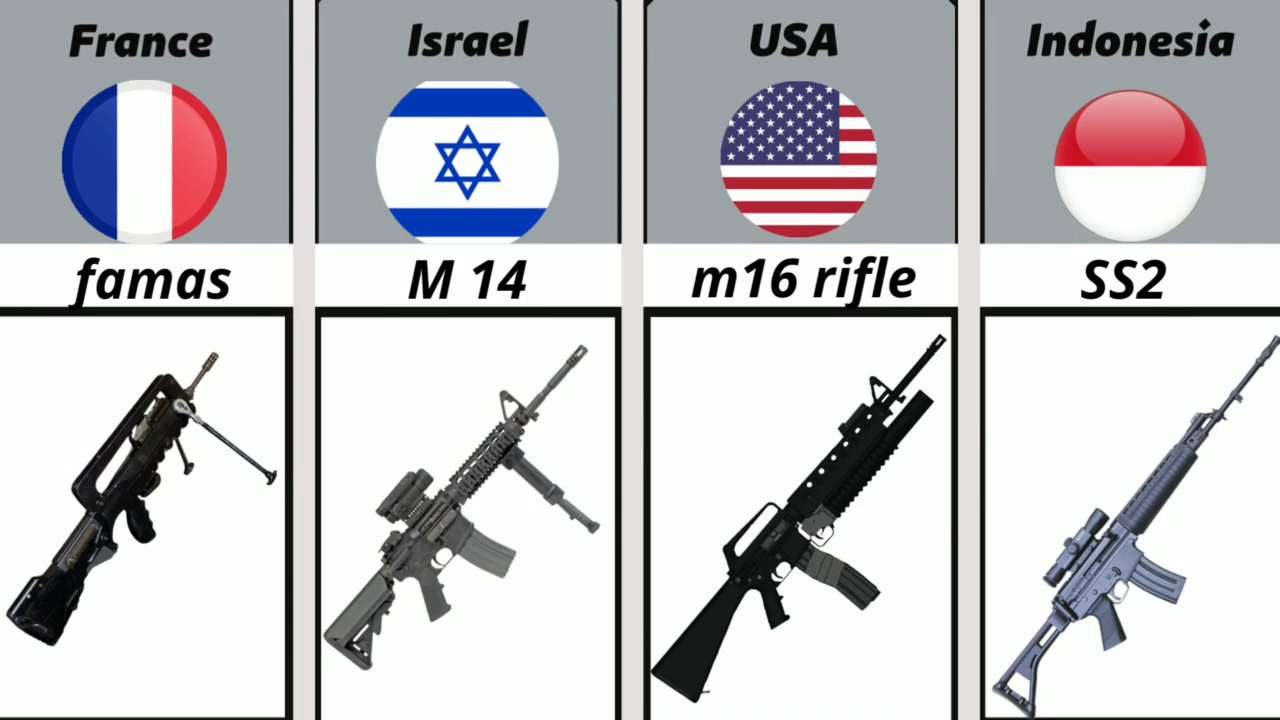 France
Israel
USA
Indonesia
famas
M 14
m16 rifle
SS2